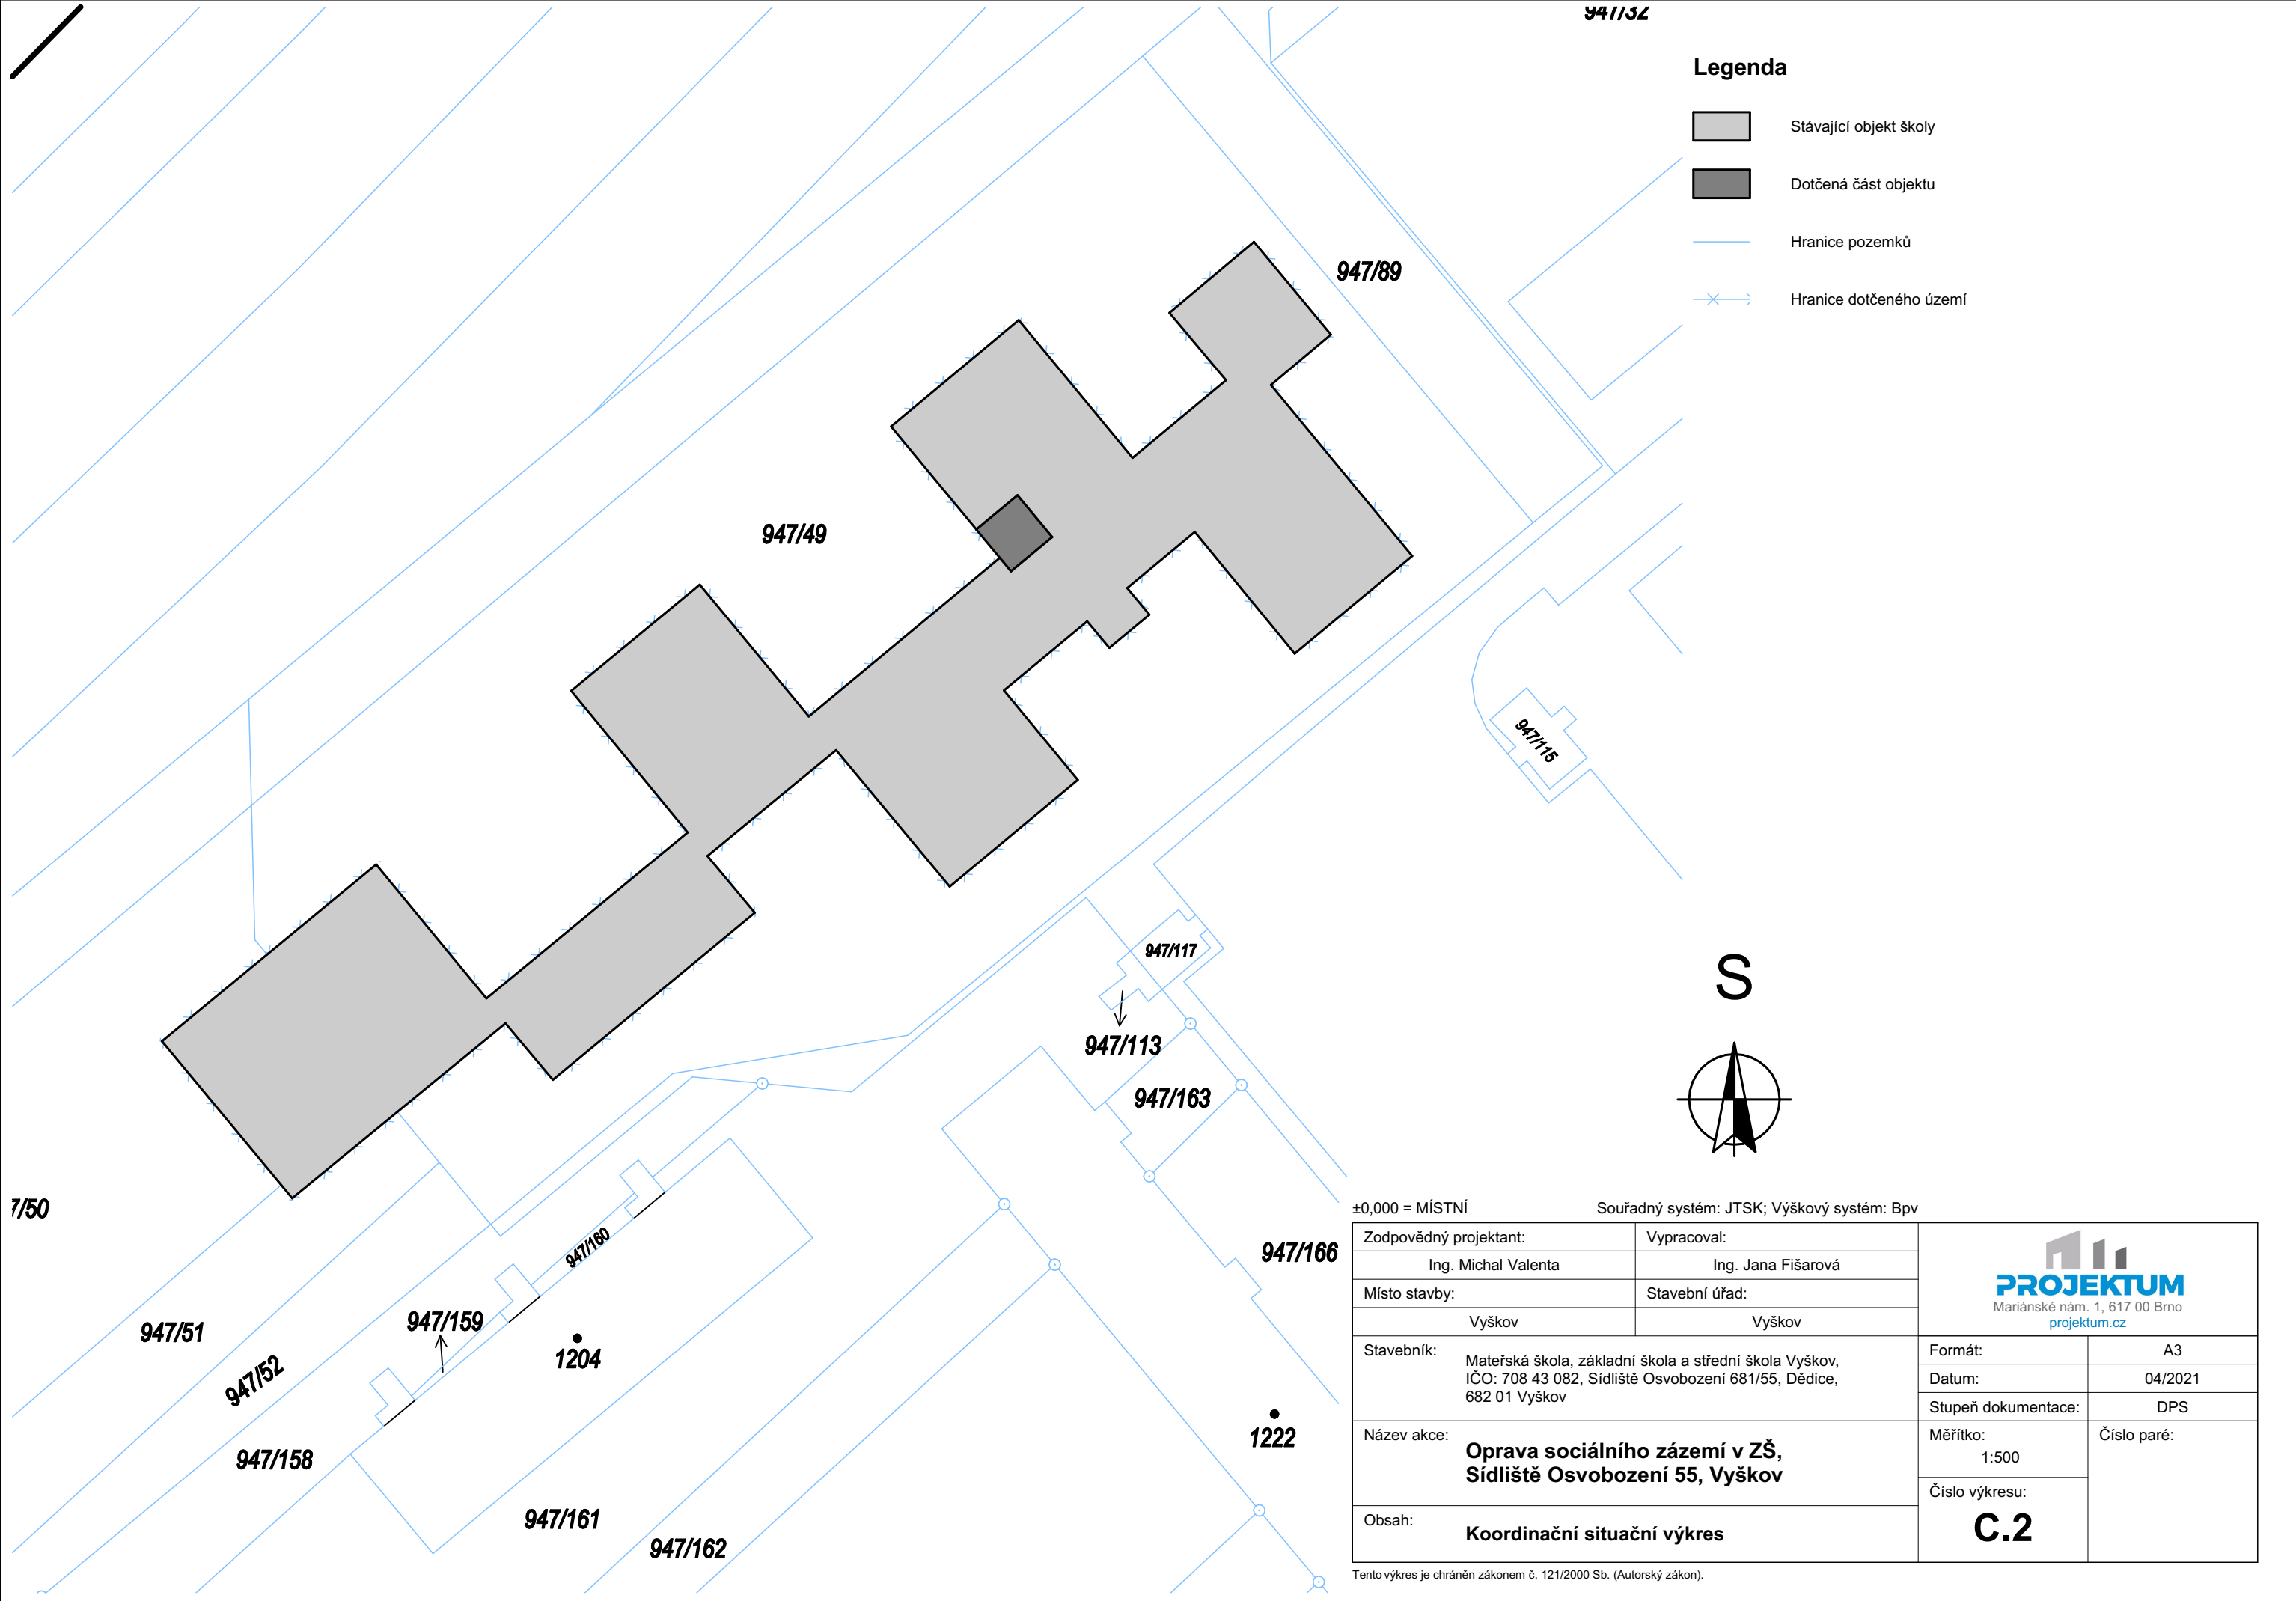 947/32
Legenda
Stávající objekt školy
Dotčená část objektu
Hranice pozemků
Hranice dotčeného území
947/89
947/49
947/115
947/117
S
947/113
947/163
7/50
947/160
947/166
947/51
947/159
947/52
1204
947/158
1222
947/161
947/162
±0,000 = MÍSTNÍ
Souřadný systém: JTSK; Výškový systém: Bpv
Zodpovědný projektant:
Vypracoval:
Ing. Michal Valenta
Ing. Jana Fišarová
Místo stavby:
Stavební úřad:
Vyškov
Vyškov
PROJEKTUM
Mariánské nám. 1, 617 00 Brno
projektum.cz
Stavebník:
Mateřská škola, základní škola a střední škola Vyškov,
IČO: 708 43 082, Sídliště Osvobození 681/55, Dědice,
682 01 Vyškov
Formát:
A3
Datum:
04/2021
Stupeň dokumentace:
DPS
Název akce:
Oprava sociálního zázemí v ZŠ,
Sídliště Osvobození 55, Vyškov
Měřítko:
1:500
Číslo paré:
Číslo výkresu:
C.2
Obsah:
Koordinační situační výkres
Tento výkres je chráněn zákonem č. 121/2000 Sb. (Autorský zákon).